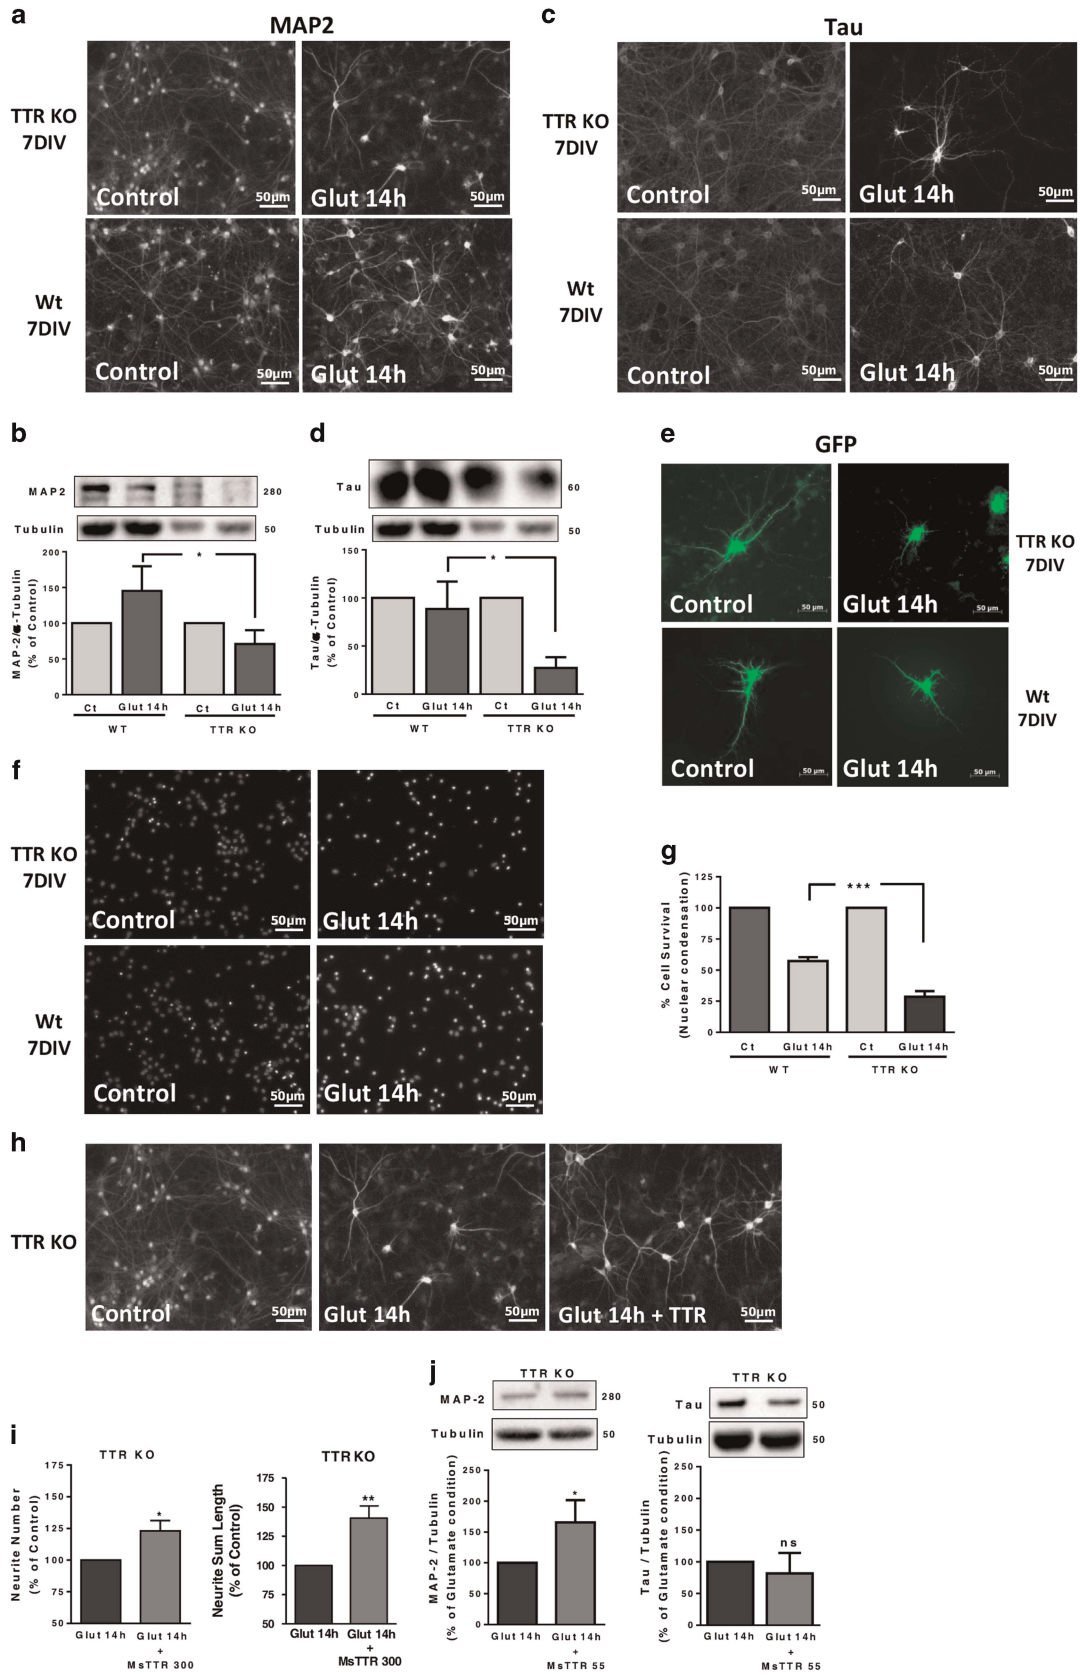 a
MAP2
TTR KO
7DIV
Control
50μm
Glut 14h
50μm
Wt
7DIV
Control
50μm
Glut 14h
50μm
c
Tau
TTR KO
7DIV
Control
50μm
Glut 14h
50μm
Wt
7DIV
Control
50μm
Glut 14h
50μm
b
MAP2
280
Tubulin
50
MAP-2/ -Tubulin
(% of Control)
200
150
100
50
0
*
Ct
Glut 14h
Ct
Glut 14h
WT
TTR KO
d
Tau
60
Tubulin
50
Tau/ -Tubulin
(% of Control)
150
100
50
0
*
Ct
Glut 14h
Ct
Glut 14h
WT
TTR KO
e
GFP
Control
50 μm
Glut 14h
50 μm
TTR KO
7DIV
Control
50 μm
Glut 14h
50 μm
Wt
7DIV
f
TTR KO
7DIV
Control
50μm
Glut 14h
50μm
Wt
7DIV
Control
50μm
Glut 14h
50μm
g
% Cell Survival
(Nuclear condensation)
125
100
75
50
25
0
***
Ct
Glut 14h
Ct
Glut 14h
WT
TTR KO
h
TTR KO
Control
50μm
Glut 14h
50μm
Glut 14h + TTR
50μm
i
TTR KO
Neurite Number
(% of Control)
175
150
125
100
75
50
*
Glut 14h
Glut 14h
+
MsTTR 300
TTR KO
Neurite Sum Length
(% of Control)
175
150
125
100
75
50
**
Glut 14h
Glut 14h
+
MsTTR 300
j
TTR KO
MAP-2
280
Tubulin
50
MAP-2 / Tubulin
(% of Glutamate condition)
250
200
150
100
50
0
*
Glut 14h
Glut 14h
+
MsTTR 55
TTR KO
Tau
50
Tubulin
50
Tau / Tubulin
(% of Glutamate condition)
250
200
150
100
50
0
ns
Glut 14h
Glut 14h
+
MsTTR 55